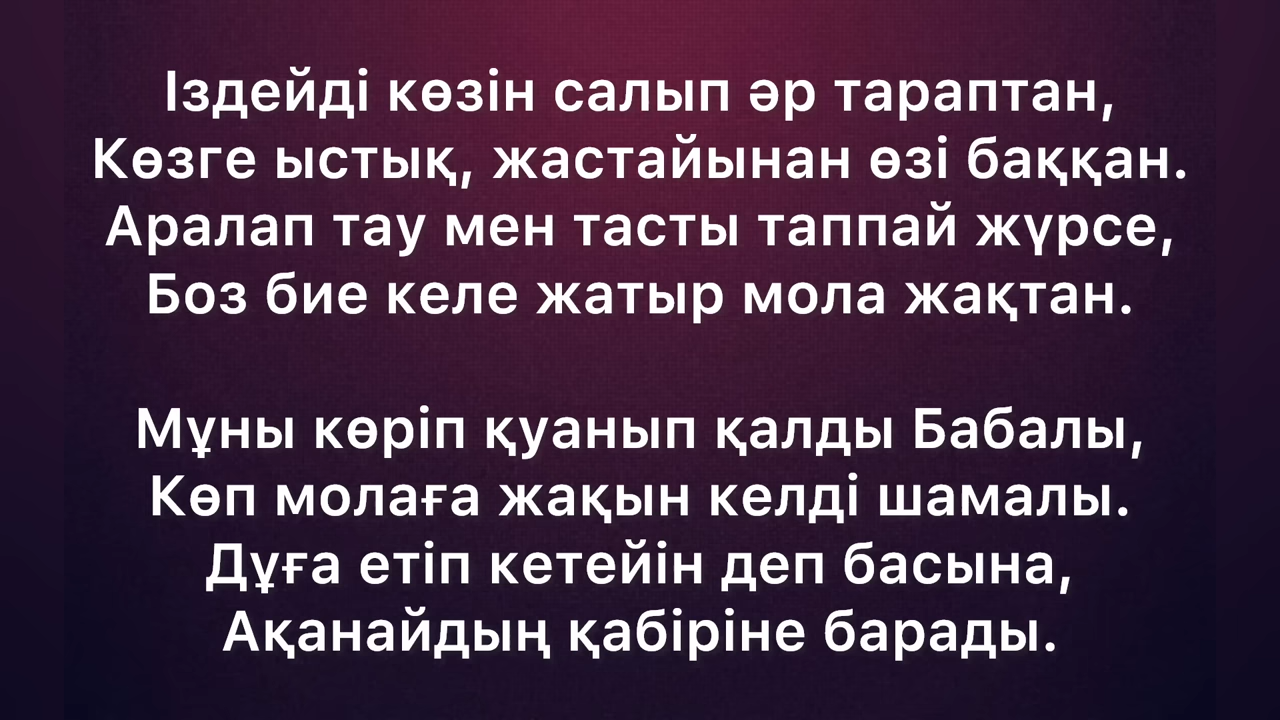 Іздейді көзін салып әр тараптан,
Көзге ыстық, жастайынан өзі баққан.
Аралап тау мен тасты таппай жүрсе,
Боз бие келе жатыр мола жақтан.
Мұны көріп қуанып қалды Бабалы,
Көп молаға жақын келді шамалы.
Дұға етіп кетейін деп басына,
Ақанайдың қабіріне барады.